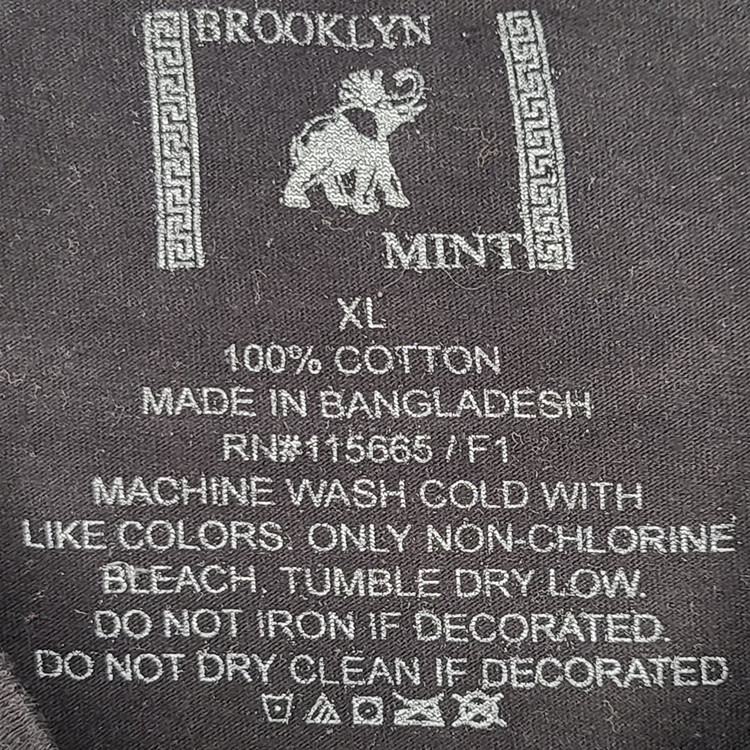 BROOKLYN
MINT
XL
100% COTTON
MADE IN BANGLADESH
RN#115665 / F1
MACHINE WASH COLD WITH
LIKE COLORS. ONLY NON-CHLORINE
BLEACH. TUMBLE DRY LOW.
DO NOT IRON IF DECORATED.
DO NOT DRY CLEAN IF DECORATED